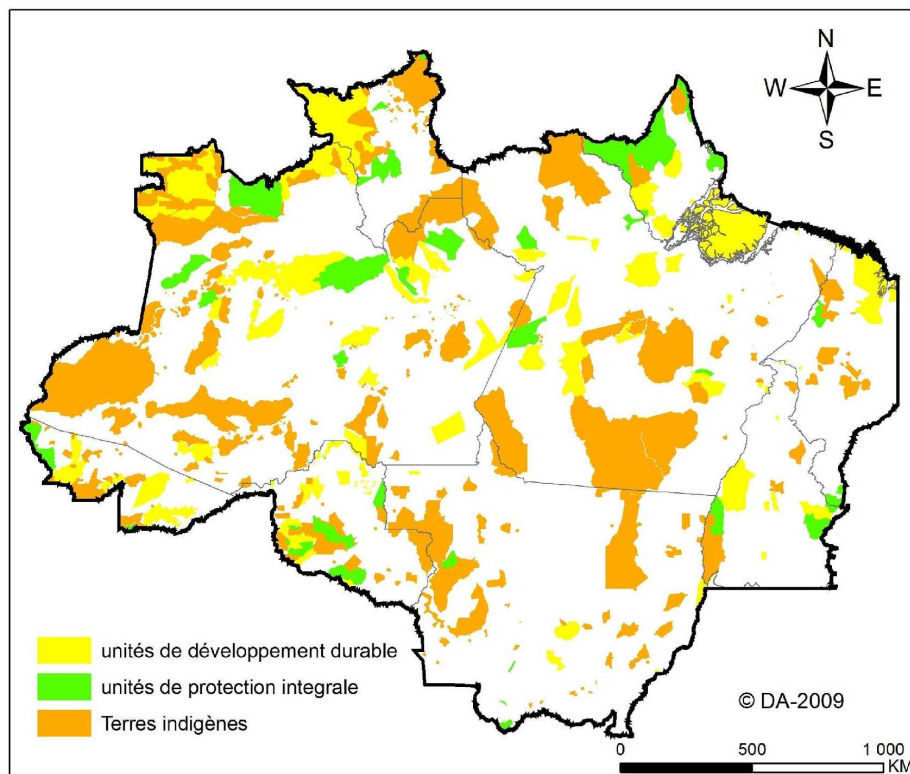 N
W E
S
unités de développement durable
unités de protection integrale
Terres indigènes
© DA-2009
0 500 1 000
KM